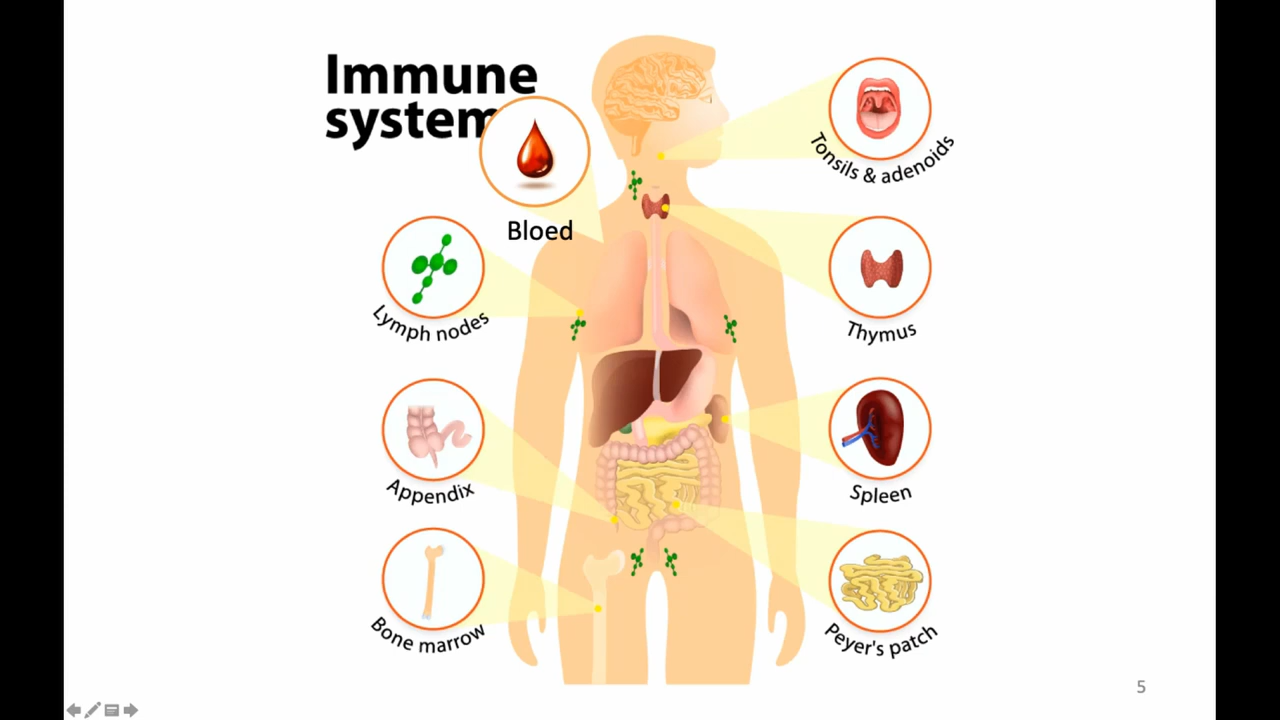 Immune
system
Bloed
Tonsils & adenoids
Lymph nodes
Thymus
Appendix
Spleen
Bone marrow
Peyer's patch
5